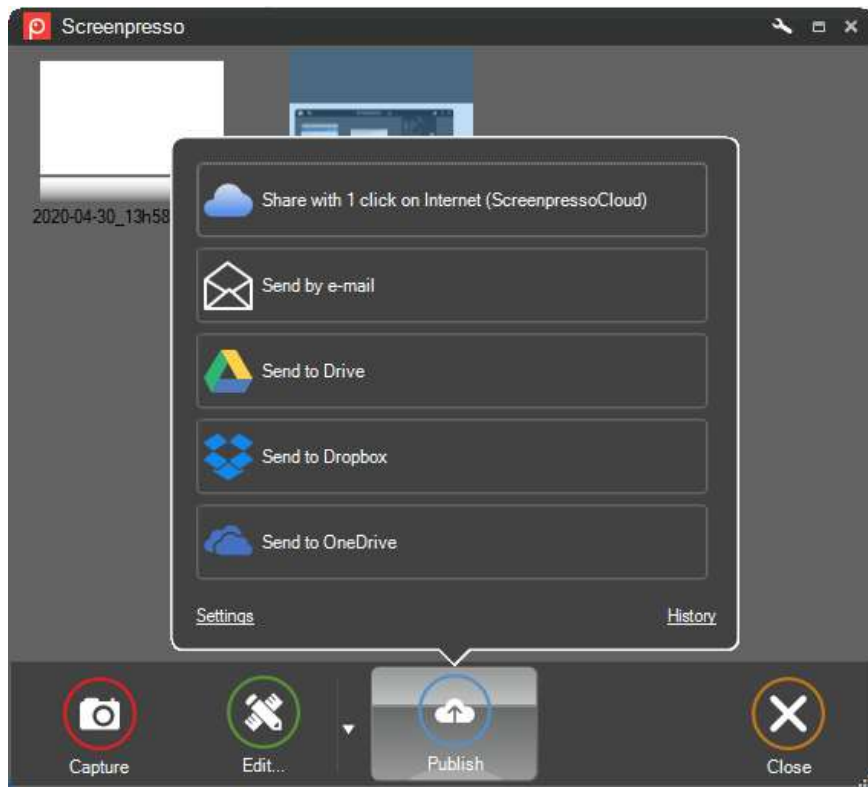 Screenpresso
2020-04-30_13h58
Share with 1 click on Internet (ScreenpressoCloud)
Send by e-mail
Send to Drive
Send to Dropbox
Send to OneDrive
Settings
History
Capture
Edit...
Publish
Close